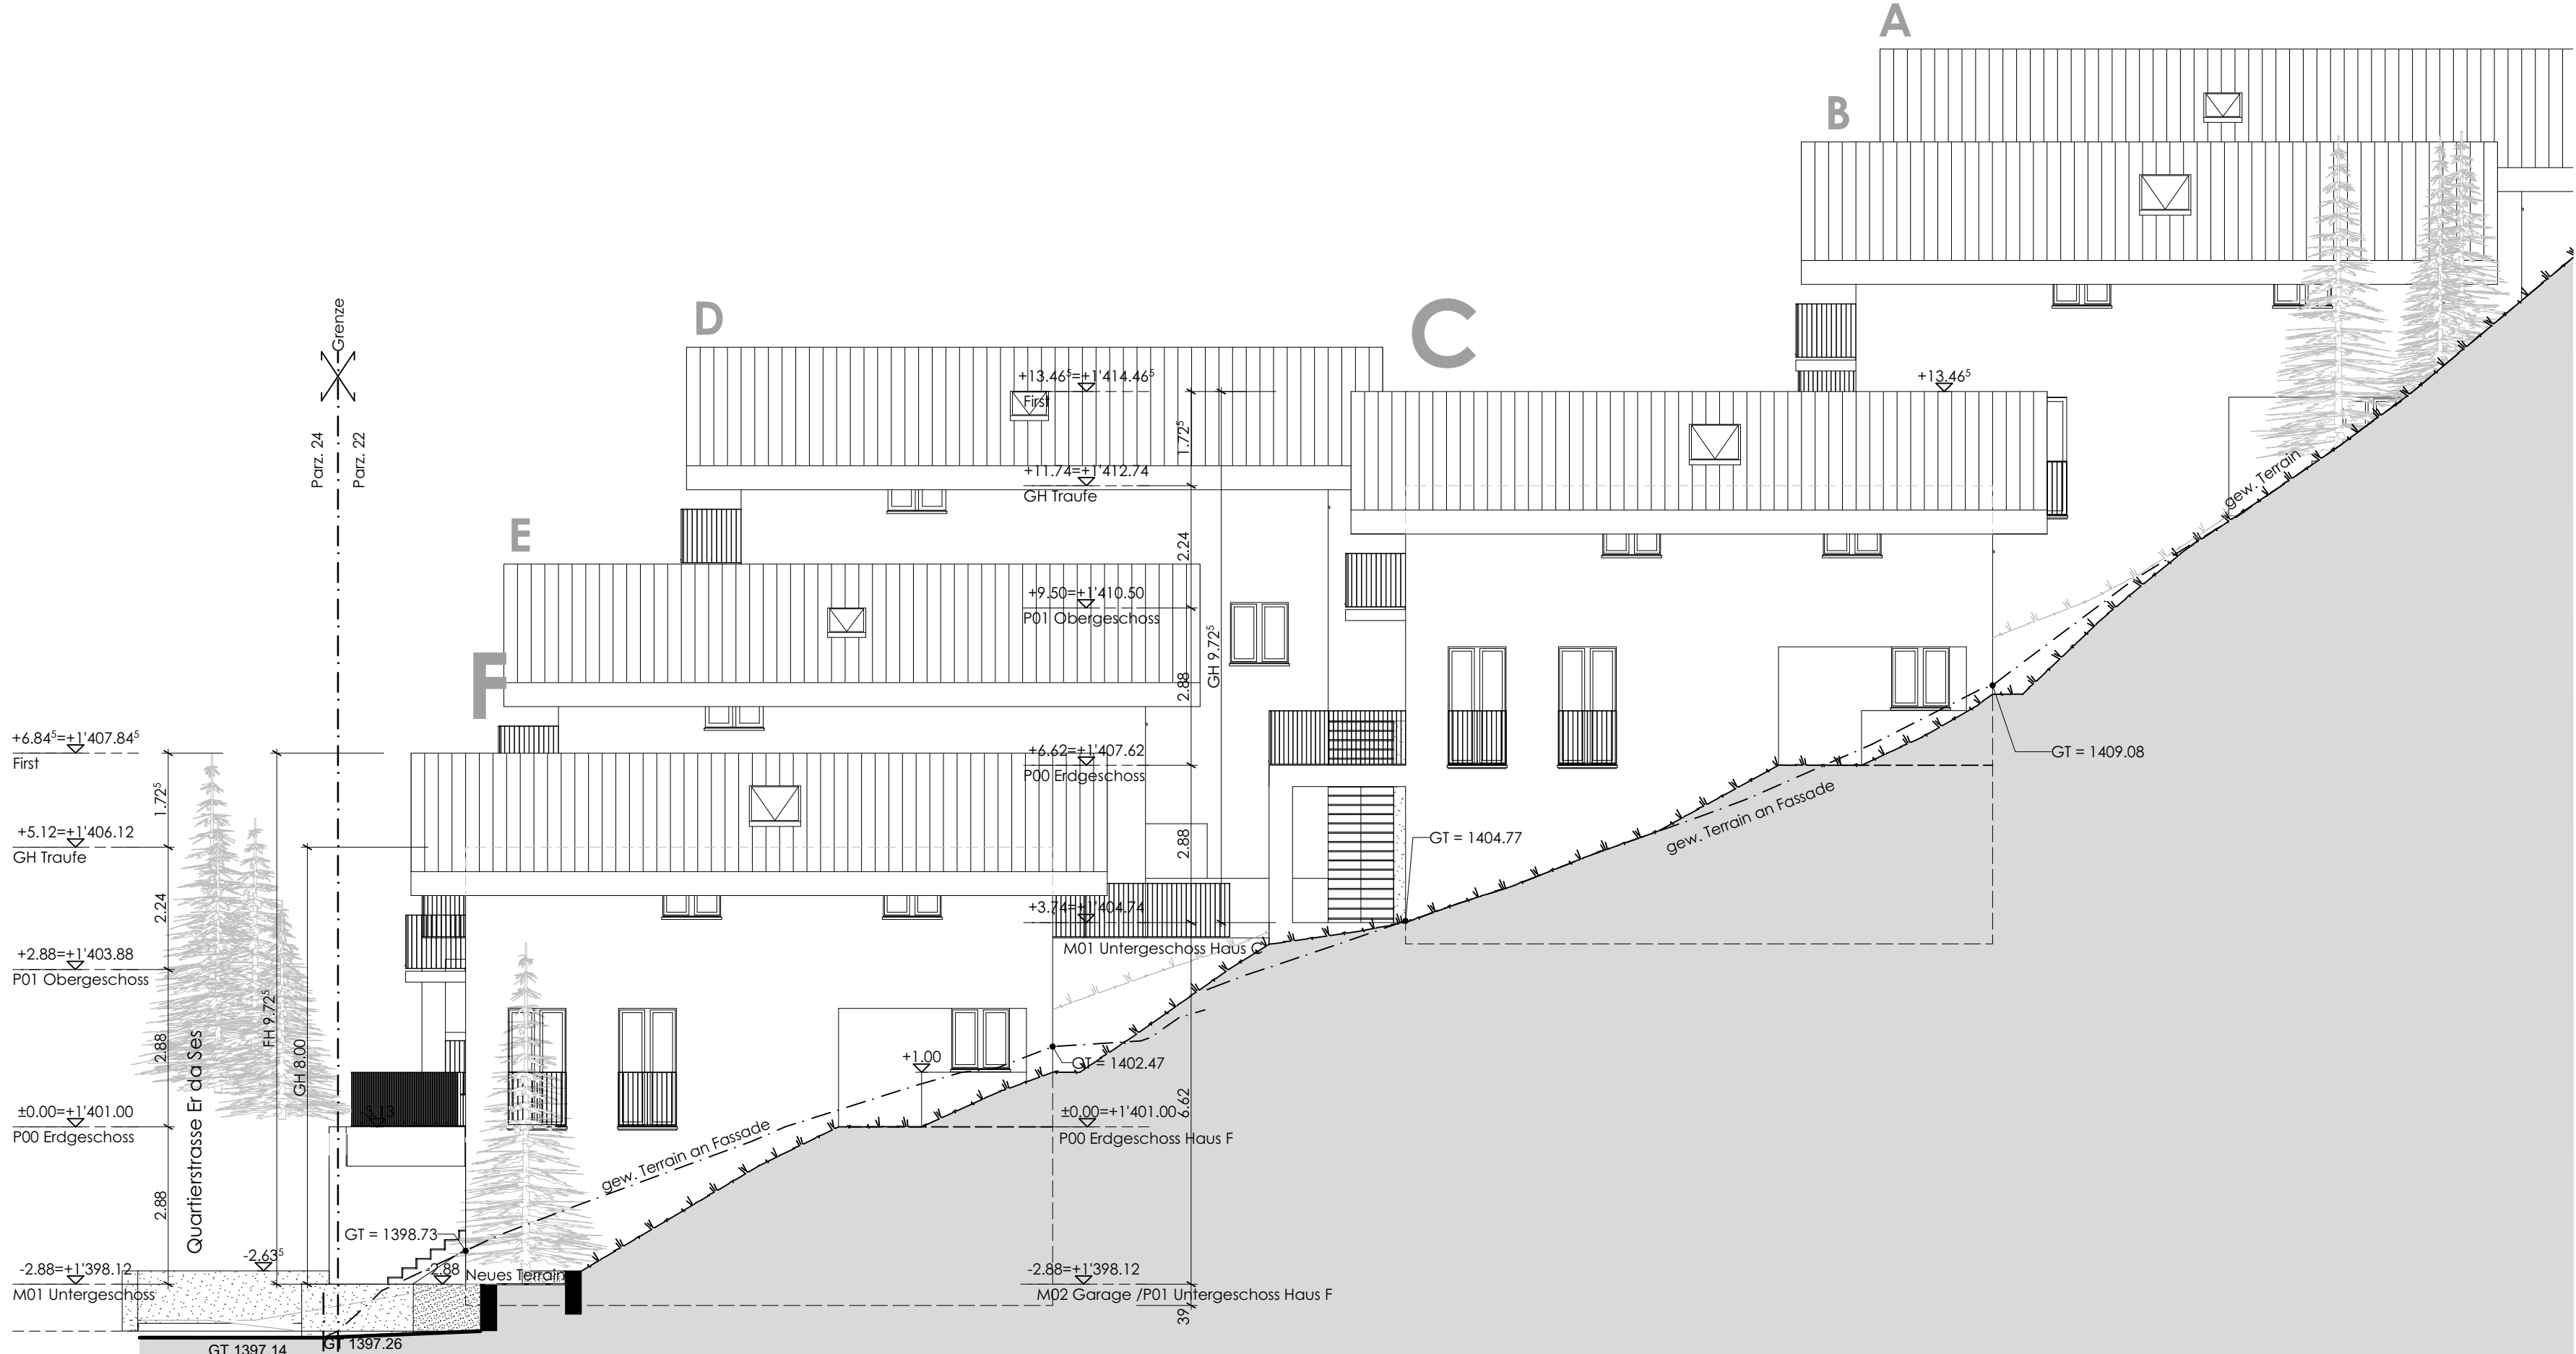 A
B
Grenze
D
C
+13.46⁵=+1'414.46⁵
First
+13.46⁵
Parz. 24
Parz. 22
1.72⁵
+11.74=+1'412.74
GH Traufe
gew. Terrain
E
2.24
+9.50=+1'410.50
P01 Obergeschoss
GH 9.72⁵
2.88
F
+6.84⁵=+1'407.84⁵
First
+6.62=+1'407.62
P00 Erdgeschoss
GT = 1409.08
1.72⁵
gew. Terrain an Fassade
+5.12=+1'406.12
GH Traufe
2.88
GT = 1404.77
2.24
+3.74=+1'404.74
M01 Untergeschoss Haus C
+2.88=+1'403.88
P01 Obergeschoss
FH 9.72⁵
2.88
GH 8.00
Quartierstrasse Er da Ses
+1.00
GT = 1402.47
±0.00=+1'401.00
P00 Erdgeschoss
-3.13
6.62
±0.00=+1'401.00
P00 Erdgeschoss Haus F
gew. Terrain an Fassade
2.88
GT = 1398.73
-2.63⁵
-2.88=+1'398.12
M01 Untergeschoss
-2.88
Neues Terrain
-2.88=+1'398.12
M02 Garage /P01 Untergeschoss Haus F
39
GT 1397.14
GT 1397.26